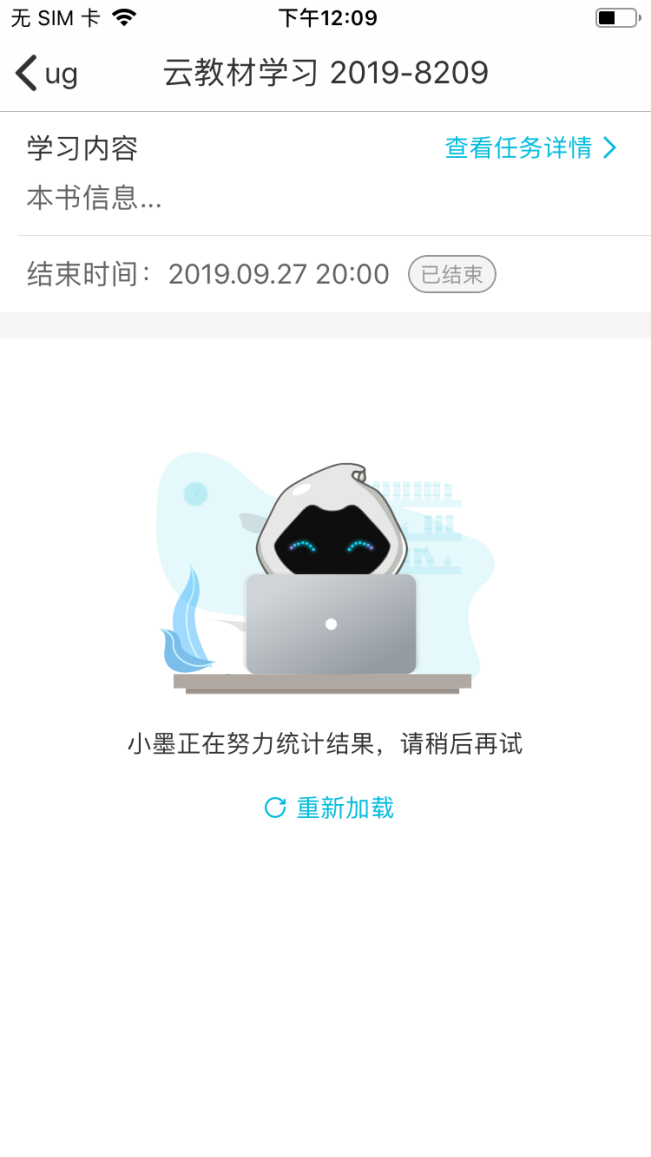 无 SIM 卡 下午12:09
ug 云教材学习 2019-8209
学习内容 查看任务详情
本书信息...
结束时间：2019.09.27 20:00 已结束
小墨正在努力统计结果，请稍后再试
重新加载